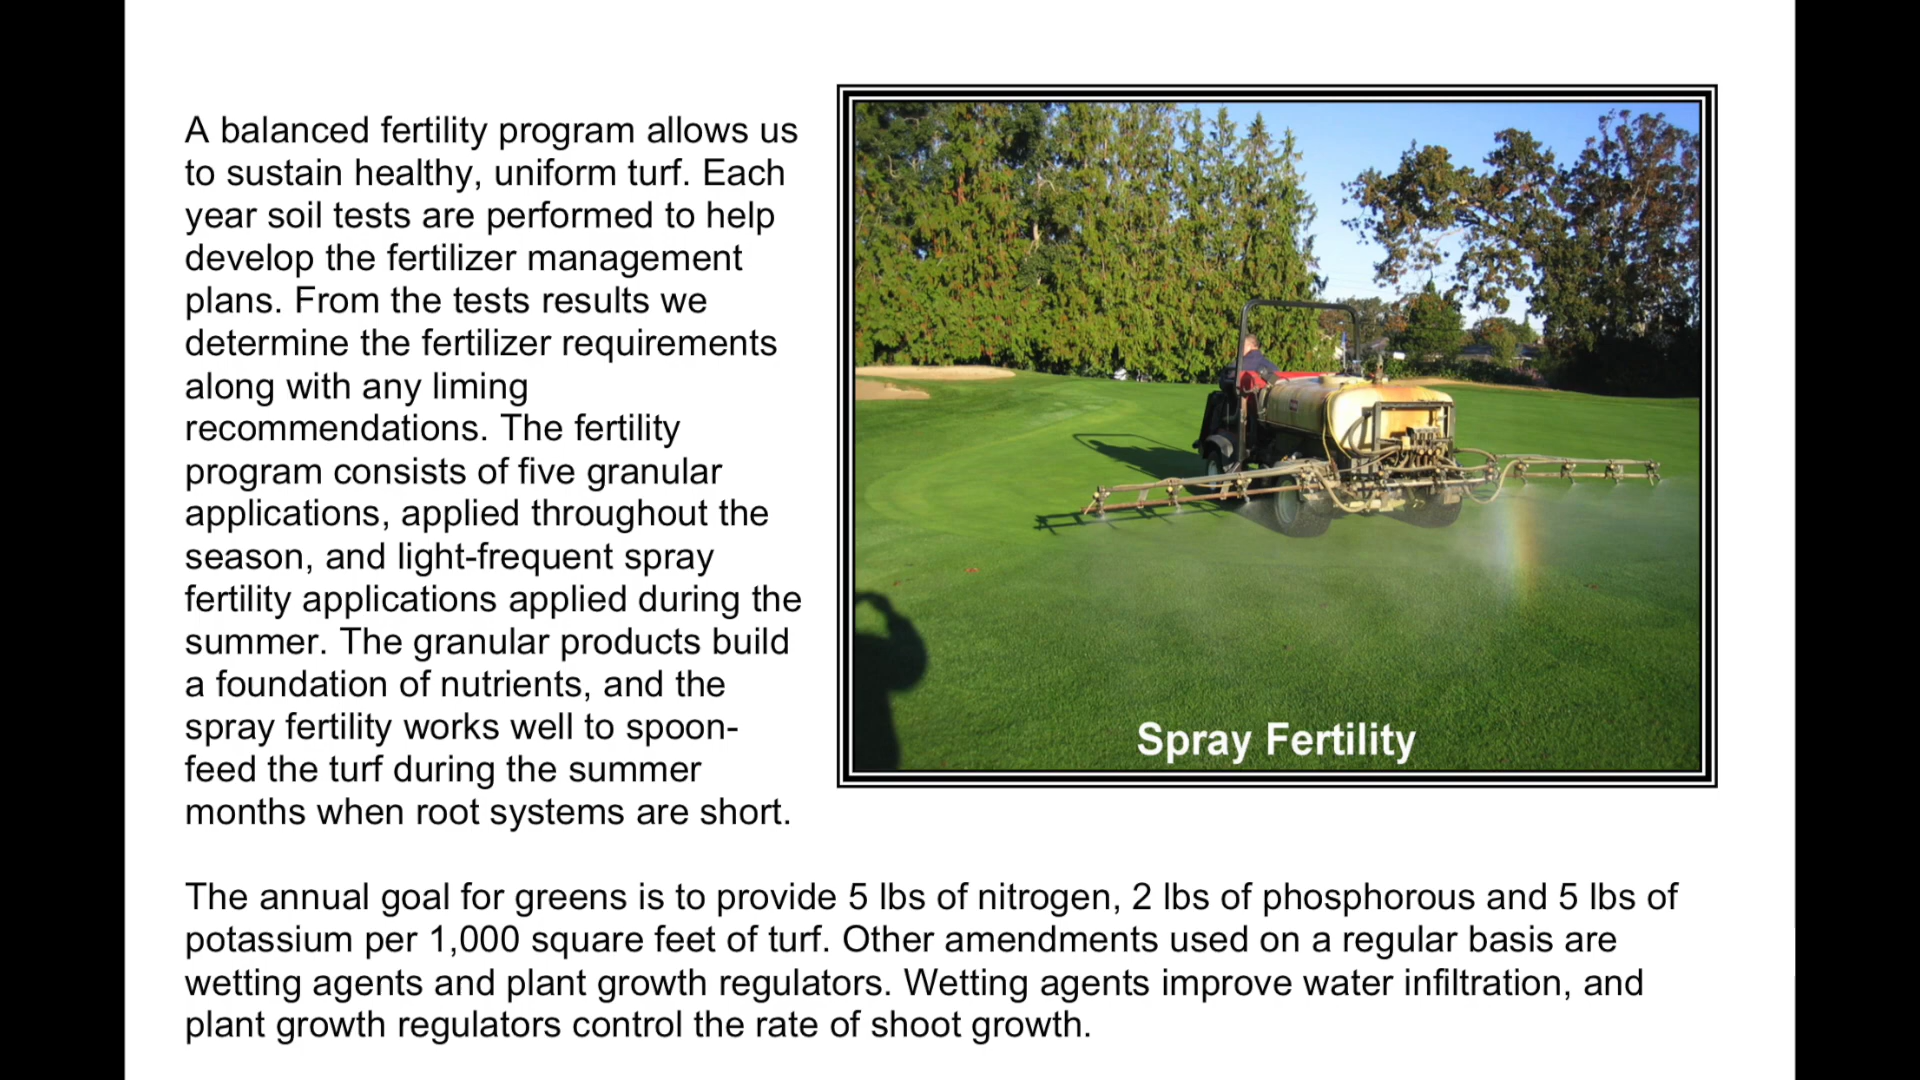 A balanced fertility program allows us
to sustain healthy, uniform turf. Each
year soil tests are performed to help
develop the fertilizer management
plans. From the tests results we
determine the fertilizer requirements
along with any liming
recommendations. The fertility
program consists of five granular
applications, applied throughout the
season, and light-frequent spray
fertility applications applied during the
summer. The granular products build
a foundation of nutrients, and the
spray fertility works well to spoon-
feed the turf during the summer
months when root systems are short.
Spray Fertility
The annual goal for greens is to provide 5 lbs of nitrogen, 2 lbs of phosphorous and 5 lbs of
potassium per 1,000 square feet of turf. Other amendments used on a regular basis are
wetting agents and plant growth regulators. Wetting agents improve water infiltration, and
plant growth regulators control the rate of shoot growth.